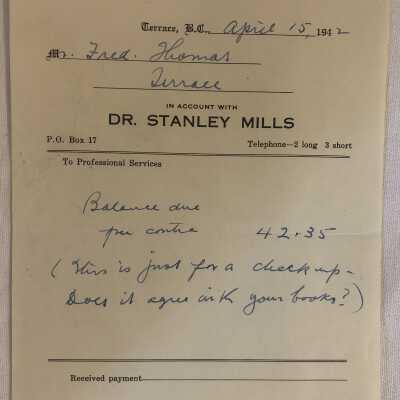 Terrace, B.C., April 15, 1942
Mr. Fred. Thomas
Terrace
IN ACCOUNT WITH
DR. STANLEY MILLS
P.O. Box 17 Telephone—2 long 3 short
To Professional Services
Balance due
per contra 42.35
(This is just for a check up-
Does it agree with your books?)
Received payment